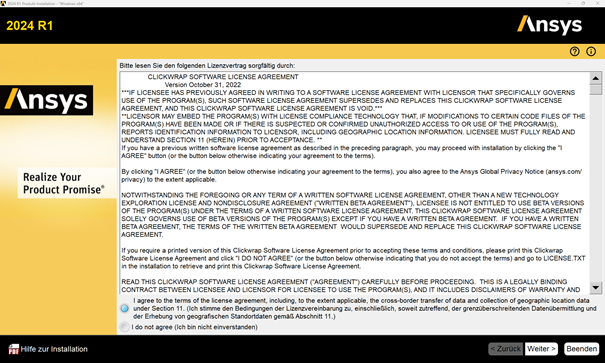 2024 R1 Product Installation - "Windows x64"
2024 R1
Ansys
Bitte lesen Sie den folgenden Lizenzvertrag sorgfältig durch:
CLICKWRAP SOFTWARE LICENSE AGREEMENT
Version October 31, 2022
***IF LICENSEE HAS PREVIOUSLY AGREED IN WRITING TO A SOFTWARE LICENSE AGREEMENT WITH LICENSOR THAT SPECIFICALLY GOVERNS
USE OF THE PROGRAM(S), SUCH SOFTWARE LICENSE AGREEMENT SUPERSEDES AND REPLACES THIS CLICKWRAP SOFTWARE LICENSE
AGREEMENT, AND THIS CLICKWRAP SOFTWARE LICENSE AGREEMENT IS VOID.***
**LICENSOR MAY EMBED THE PROGRAM(S) WITH LICENSE COMPLIANCE TECHNOLOGY THAT, IF MODIFICATIONS TO CERTAIN CODE FILES OF THE
PROGRAM(S) HAVE BEEN MADE OR IF THERE IS SUSPECTED OR CONFIRMED UNAUTHORIZED ACCESS TO OR USE OF THE PROGRAM(S),
REPORTS IDENTIFICATION INFORMATION TO LICENSOR, INCLUDING GEOGRAPHIC LOCATION INFORMATION. LICENSEE MUST FULLY READ AND
UNDERSTAND SECTION 11 (HEREIN) PRIOR TO ACCEPTANCE. **
If you have a previous written software license agreement as described in the preceding paragraph, you may proceed with installation by clicking the "I
AGREE" button (or the button below otherwise indicating your agreement to the terms).
By clicking "I AGREE" (or the button below otherwise indicating your agreement to the terms), you also agree to the Ansys Global Privacy Notice (ansys.com/
privacy) to the extent applicable.
NOTWITHSTANDING THE FOREGOING OR ANY TERM OF A WRITTEN SOFTWARE LICENSE AGREEMENT, OTHER THAN A NEW TECHNOLOGY
EXPLORATION LICENSE AND NONDISCLOSURE AGREEMENT ("WRITTEN BETA AGREEMENT"), LICENSEE IS NOT ENTITLED TO USE BETA VERSIONS
OF THE PROGRAM(S) UNDER THE TERMS OF A WRITTEN SOFTWARE LICENSE AGREEMENT. THIS CLICKWRAP SOFTWARE LICENSE AGREEMENT
SOLELY GOVERNS USE OF BETA VERSIONS OF THE PROGRAM(S) EXCEPT IF YOU HAVE A WRITTEN BETA AGREEMENT. IF YOU HAVE A WRITTEN
BETA AGREEMENT, THE TERMS OF THE WRITTEN BETA AGREEMENT WOULD SUPERSEDE AND REPLACE THIS CLICKWRAP SOFTWARE LICENSE
AGREEMENT.
If you require a printed version of this Clickwrap Software License Agreement prior to accepting these terms and conditions, please print this Clickwrap
Software License Agreement and click "I DO NOT AGREE" (or the button below otherwise indicating that you do not accept the terms) and go to LICENSE.TXT
in the installation to retrieve and print this Clickwrap Software License Agreement.
READ THIS CLICKWRAP SOFTWARE LICENSE AGREEMENT ("AGREEMENT") CAREFULLY BEFORE PROCEEDING. THIS IS A LEGALLY BINDING
CONTRACT BETWEEN LICENSEE AND LICENSOR FOR LICENSEE TO USE THE PROGRAM(S), AND IT INCLUDES DISCLAIMERS OF WARRANTY AND
Ansys
Realize Your
Product Promise®
I agree to the terms of the license agreement, including, to the extent applicable, the cross-border transfer of data and collection of geographic location data
under Section 11. (Ich stimme den Bedingungen der Lizenzvereinbarung zu, einschließlich, soweit zutreffend, der grenzüberschreitenden Datenübermittlung und
der Erhebung von geografischen Standortdaten gemäß Abschnitt 11.)
I do not agree (Ich bin nicht einverstanden)
Hilfe zur Installation
< Zurück
Weiter >
Beenden